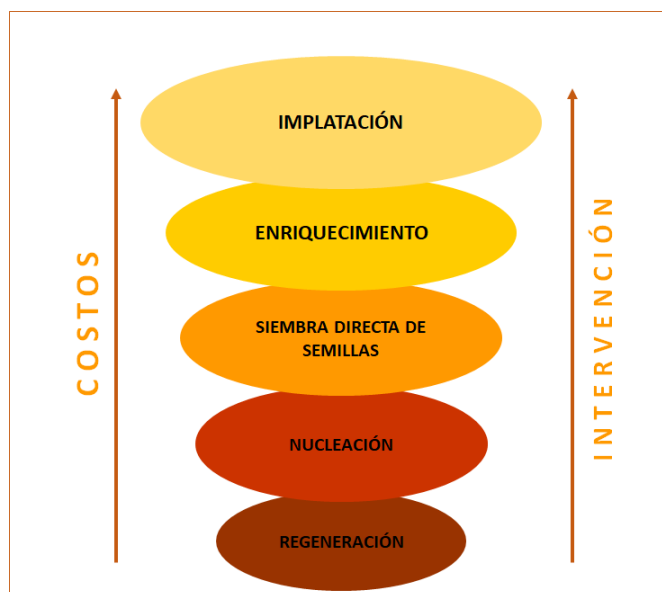 IMPLATACIÓN
ENRIQUECIMIENTO
SIEMBRA DIRECTA DE
SEMILLAS
NUCLEACIÓN
REGENERACIÓN
COSTOS
INTERVENCIÓN